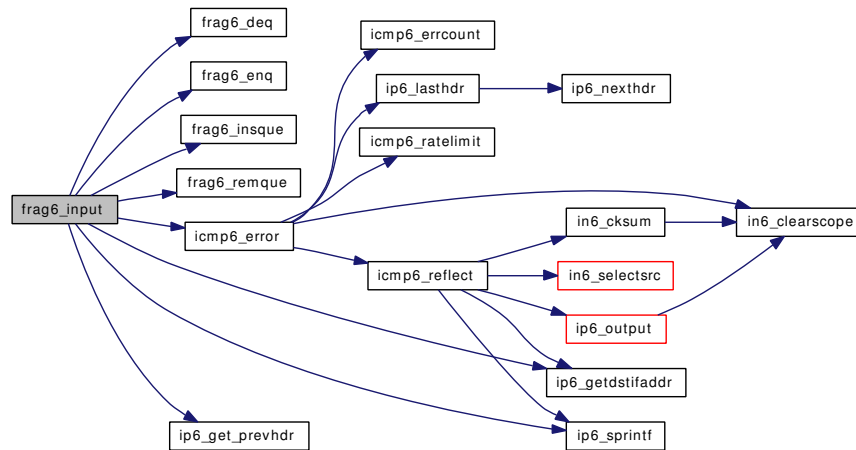 frag6_deq
icmp6_errcount
frag6_enq
ip6_lasthdr
ip6_nexthdr
frag6_insque
icmp6_ratelimit
frag6_remque
frag6_input
icmp6_error
in6_cksum
in6_clearscope
icmp6_reflect
in6_selectsrc
ip6_output
ip6_getdstifaddr
ip6_get_prevhdr
ip6_sprintf